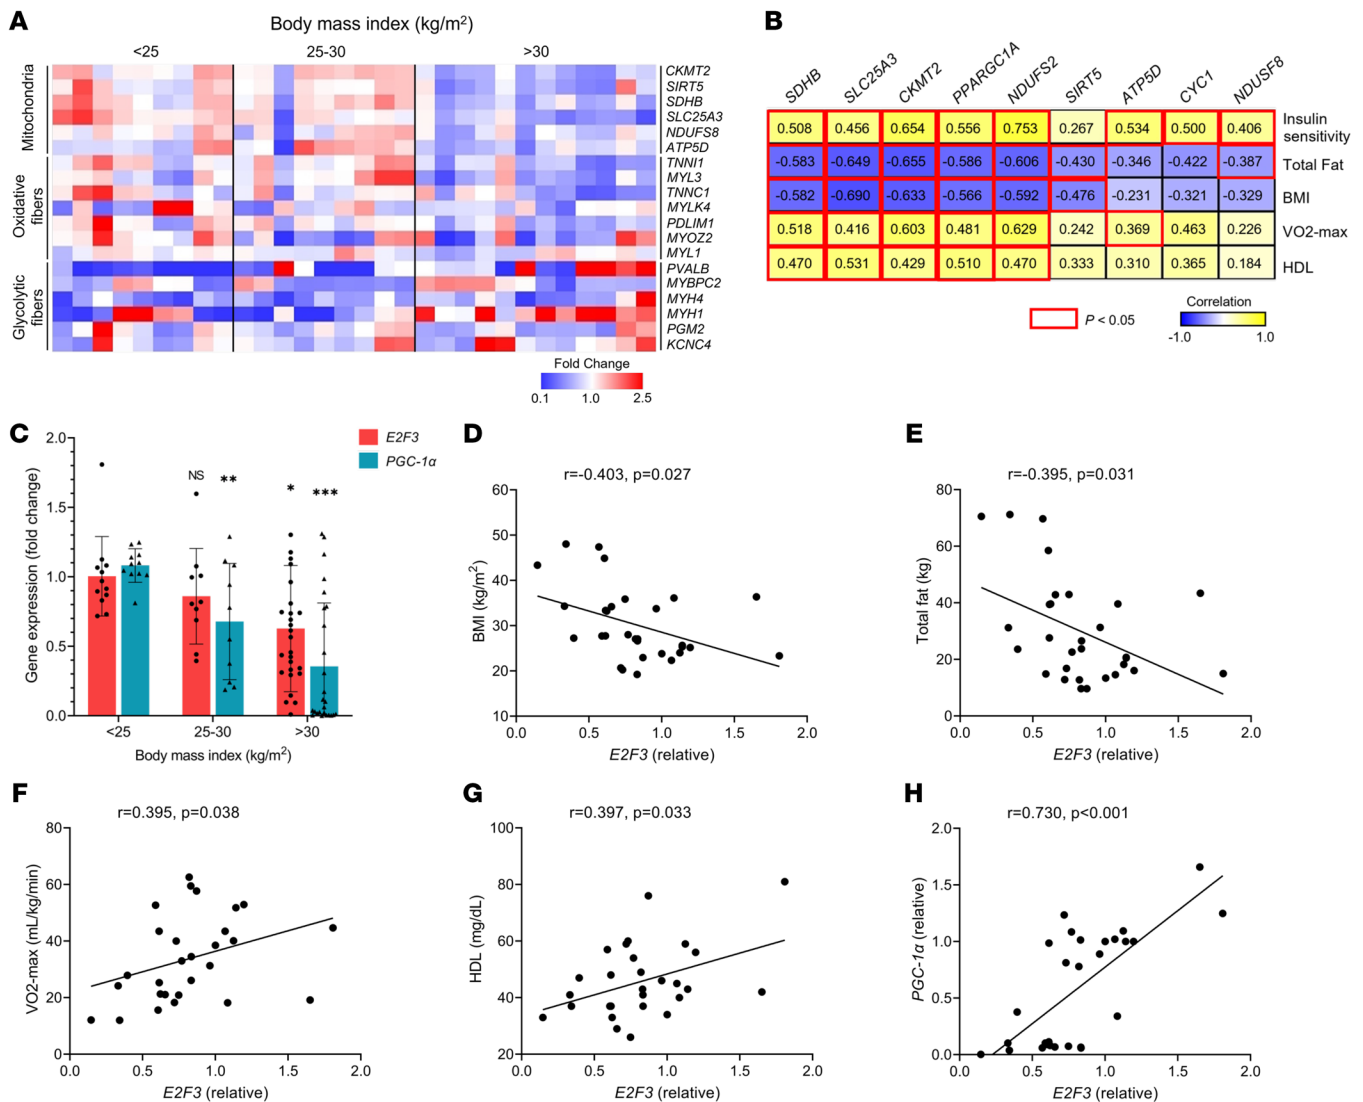 A
Body mass index (kg/m2)
<25
25-30
>30
Mitochondria
Oxidative
fibers
Glycolytic
fibers
CKMT2
SIRT5
SDHB
SLC25A3
NDUFS8
ATP5D
TNNI1
MYL3
TNNC1
MYLK4
PDLIM1
MYOZ2
MYL1
PVALB
MYBPC2
MYH4
MYH1
PGM2
KCNC4
Fold Change
0.1 1.0 2.5
B
SDHB SLC25A3 CKMT2 PPARGC1A NDUFS2 SIRT5 ATP5D CYC1 NDUSF8
0.508 0.456 0.654 0.556 0.753 0.267 0.534 0.500 0.406 Insulin
sensitivity
-0.583 -0.649 -0.655 -0.586 -0.606 -0.430 -0.346 -0.422 -0.387 Total Fat
-0.582 -0.690 -0.633 -0.566 -0.592 -0.476 -0.231 -0.321 -0.329 BMI
0.518 0.416 0.603 0.481 0.629 0.242 0.369 0.463 0.226 VO2-max
0.470 0.531 0.429 0.510 0.470 0.333 0.310 0.365 0.184 HDL
P < 0.05
Correlation
-1.0 1.0
C
E2F3
PGC-1α
Gene expression (fold change)
2.0
1.5
1.0
0.5
0.0
NS
**
*
***
<25 25-30 >30
Body mass index (kg/m2)
D
r=-0.403, p=0.027
BMI (kg/m2)
60
50
40
30
20
10
0.0 0.5 1.0 1.5 2.0
E2F3 (relative)
E
r=-0.395, p=0.031
Total fat (kg)
80
60
40
20
0
0.0 0.5 1.0 1.5 2.0
E2F3 (relative)
F
r=0.395, p=0.038
VO2-max (mL/kg/min)
80
60
40
20
0
0.0 0.5 1.0 1.5 2.0
E2F3 (relative)
G
r=0.397, p=0.033
HDL (mg/dL)
100
80
60
40
20
0.0 0.5 1.0 1.5 2.0
E2F3 (relative)
H
r=0.730, p<0.001
PGC-1α (relative)
2.0
1.5
1.0
0.5
0.0
0.0 0.5 1.0 1.5 2.0
E2F3 (relative)